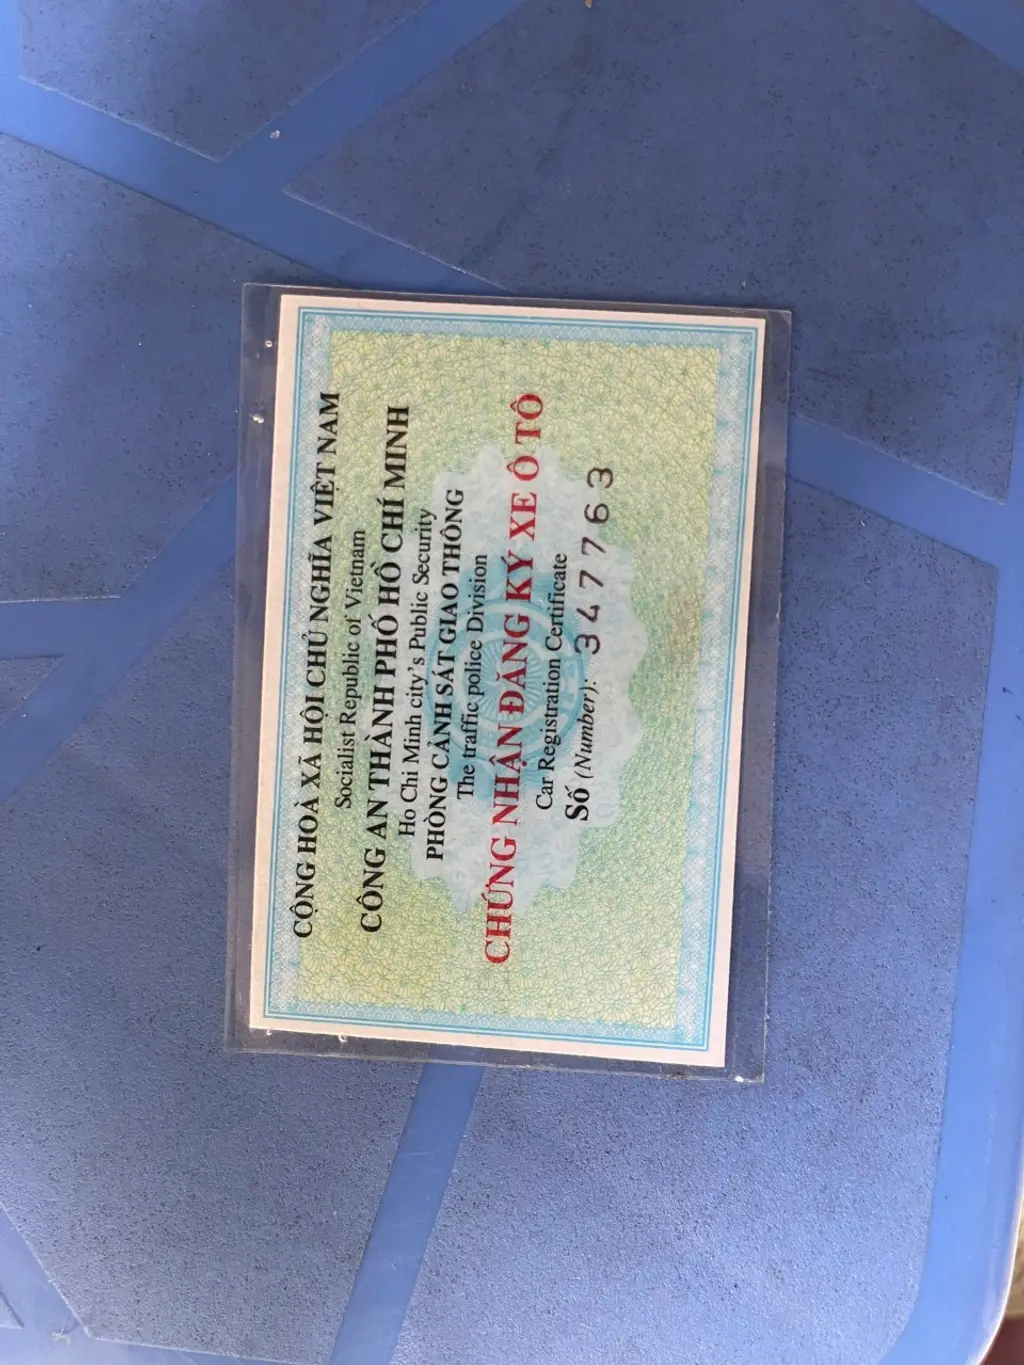 CỘNG HOÀ XÃ HỘI CHỦ NGHĨA VIỆT NAM
Socialist Republic of Vietnam
CÔNG AN THÀNH PHỐ HỒ CHÍ MINH
Ho Chi Minh city's Public Security
PHÒNG CẢNH SÁT GIAO THÔNG
The traffic police Division
CHỨNG NHẬN ĐĂNG KÝ XE Ô TÔ
Car Registration Certificate
Số (Number): 3477763